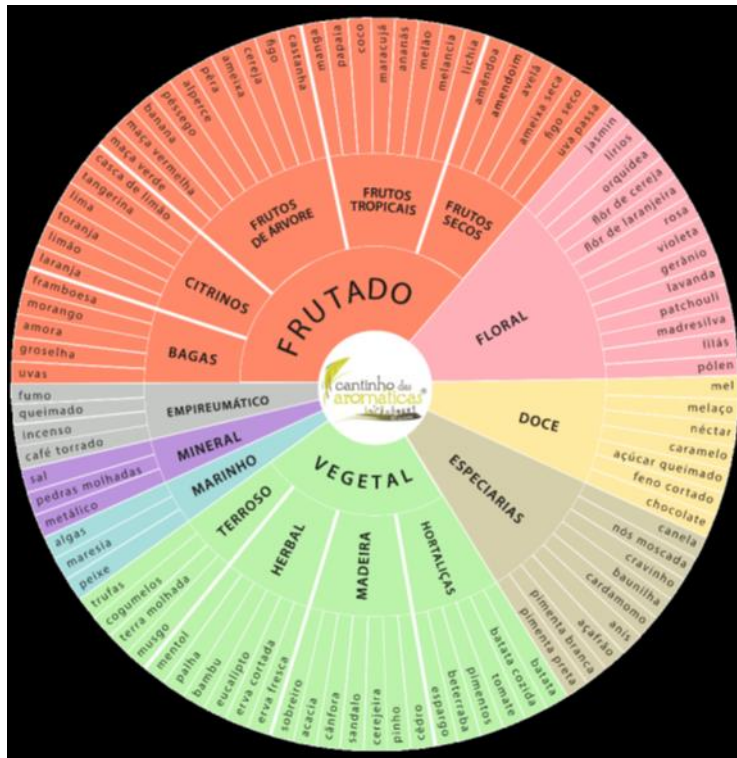 cantinho das
aromáticas®
FRUTADO
BAGAS
uvas
groselha
amora
morango
framboesa
CITRINOS
laranja
limão
toranja
lima
tangerina
casca de limão
FRUTOS
DE ÁRVORE
maça verde
maça vermelha
banana
pêssego
alperce
pêra
ameixa
cereja
figo
castanha
FRUTOS
TROPICAIS
manga
papaia
coco
maracujá
ananás
melão
melancia
lichia
FRUTOS
SECOS
amêndoa
amendoim
avelã
ameixa seca
figo seco
uva passa
FLORAL
jasmin
lírios
orquídea
flôr de cereja
flôr de laranjeira
rosa
violeta
gerânio
lavanda
patchouli
madresilva
lilás
pólen
DOCE
mel
melaço
néctar
caramelo
açúcar queimado
feno cortado
chocolate
ESPECIARIAS
canela
nós moscada
cravinho
baunilha
cardamomo
anis
açafrão
pimenta branca
pimenta preta
VEGETAL
HORTALIÇAS
batata
batata cozida
tomate
pimentos
beterraba
espargo
MADEIRA
cêdro
pinho
cerejeira
sandalo
cânfora
acacia
sobreiro
HERBAL
erva fresca
erva cortada
eucalipto
bambu
palha
mentol
TERROSO
musgo
terra molhada
cogumelos
trufas
MARINHO
peixe
maresia
algas
MINERAL
metálico
pedras molhadas
sal
EMPIREUMÁTICO
café torrado
incenso
queimado
fumo